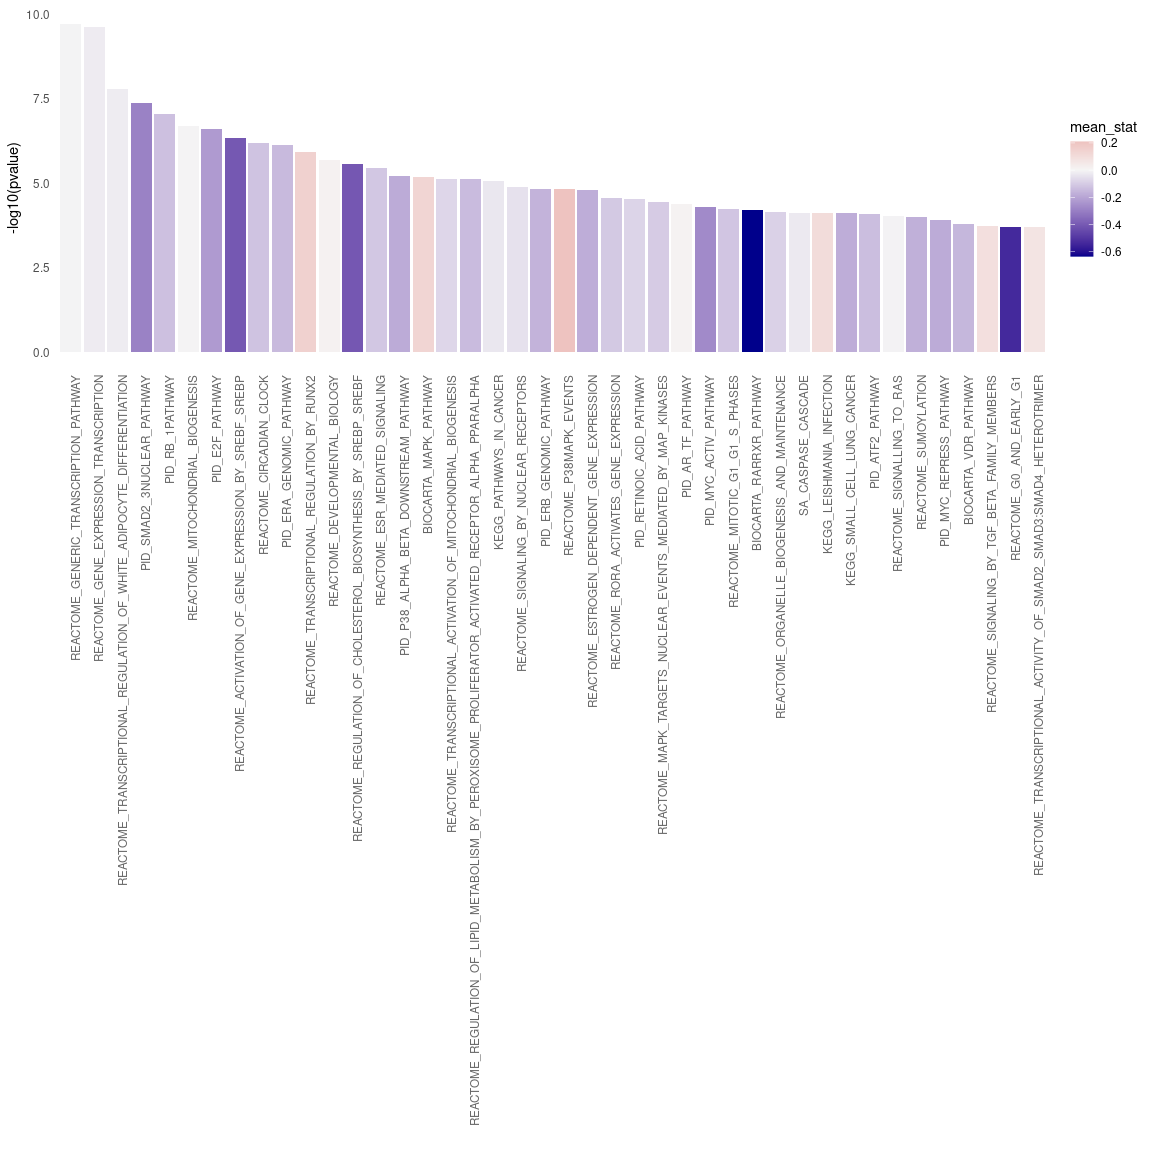 10.0
7.5
5.0
2.5
0.0
-log10(pvalue)
REACTOME_GENERIC_TRANSCRIPTION_PATHWAY
REACTOME_GENE_EXPRESSION_TRANSCRIPTION
REACTOME_TRANSCRIPTIONAL_REGULATION_OF_WHITE_ADIPOCYTE_DIFFERENTIATION
PID_SMAD2_3NUCLEAR_PATHWAY
PID_RB_1PATHWAY
REACTOME_MITOCHONDRIAL_BIOGENESIS
PID_E2F_PATHWAY
REACTOME_ACTIVATION_OF_GENE_EXPRESSION_BY_SREBF_SREBP
REACTOME_CIRCADIAN_CLOCK
PID_ERA_GENOMIC_PATHWAY
REACTOME_TRANSCRIPTIONAL_REGULATION_BY_RUNX2
REACTOME_DEVELOPMENTAL_BIOLOGY
REACTOME_REGULATION_OF_CHOLESTEROL_BIOSYNTHESIS_BY_SREBP_SREBF
REACTOME_ESR_MEDIATED_SIGNALING
PID_P38_ALPHA_BETA_DOWNSTREAM_PATHWAY
BIOCARTA_MAPK_PATHWAY
REACTOME_TRANSCRIPTIONAL_ACTIVATION_OF_MITOCHONDRIAL_BIOGENESIS
REACTOME_REGULATION_OF_LIPID_METABOLISM_BY_PEROXISOME_PROLIFERATOR_ACTIVATED_RECEPTOR_ALPHA_PPARALPHA
KEGG_PATHWAYS_IN_CANCER
REACTOME_SIGNALING_BY_NUCLEAR_RECEPTORS
PID_ERB_GENOMIC_PATHWAY
REACTOME_P38MAPK_EVENTS
REACTOME_ESTROGEN_DEPENDENT_GENE_EXPRESSION
REACTOME_RORA_ACTIVATES_GENE_EXPRESSION
PID_RETINOIC_ACID_PATHWAY
REACTOME_MAPK_TARGETS_NUCLEAR_EVENTS_MEDIATED_BY_MAP_KINASES
PID_AR_TF_PATHWAY
PID_MYC_ACTIV_PATHWAY
REACTOME_MITOTIC_G1_G1_S_PHASES
BIOCARTA_RARRXR_PATHWAY
REACTOME_ORGANELLE_BIOGENESIS_AND_MAINTENANCE
SA_CASPASE_CASCADE
KEGG_LEISHMANIA_INFECTION
KEGG_SMALL_CELL_LUNG_CANCER
PID_ATF2_PATHWAY
REACTOME_SIGNALLING_TO_RAS
REACTOME_SUMOYLATION
PID_MYC_REPRESS_PATHWAY
BIOCARTA_VDR_PATHWAY
REACTOME_SIGNALING_BY_TGF_BETA_FAMILY_MEMBERS
REACTOME_G0_AND_EARLY_G1
REACTOME_TRANSCRIPTIONAL_ACTIVITY_OF_SMAD2_SMAD3:SMAD4_HETEROTRIMER
mean_stat
0.2
0.0
-0.2
-0.4
-0.6